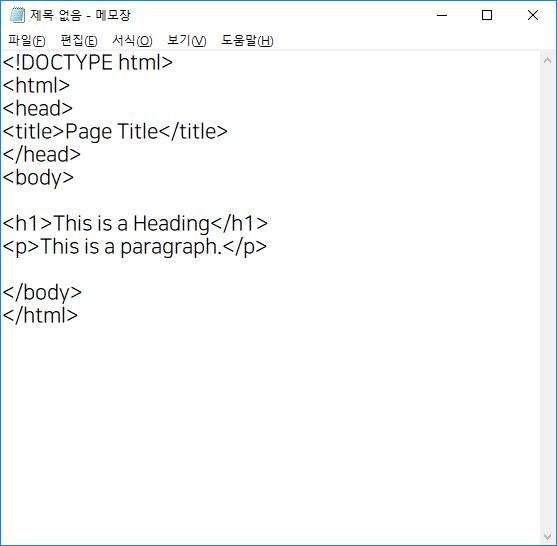 제목 없음 - 메모장
파일(F) 편집(E) 서식(O) 보기(V) 도움말(H)
<!DOCTYPE html>
<html>
<head>
<title>Page Title</title>
</head>
<body>
<h1>This is a Heading</h1>
<p>This is a paragraph.</p>
</body>
</html>